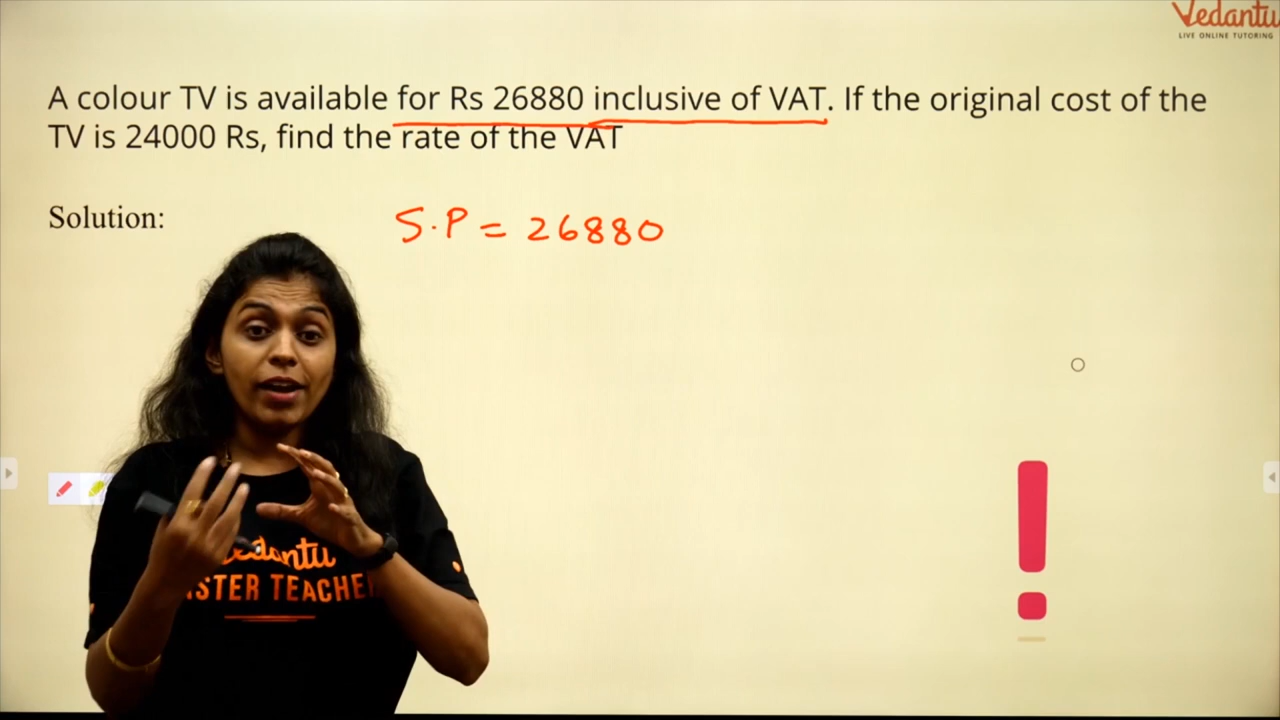 Vedantu
LIVE ONLINE TUTORING
A colour TV is available for Rs 26880 inclusive of VAT. If the original cost of the
TV is 24000 Rs, find the rate of the VAT
Solution:
S.P = 26880
Vedantu
TEACHER